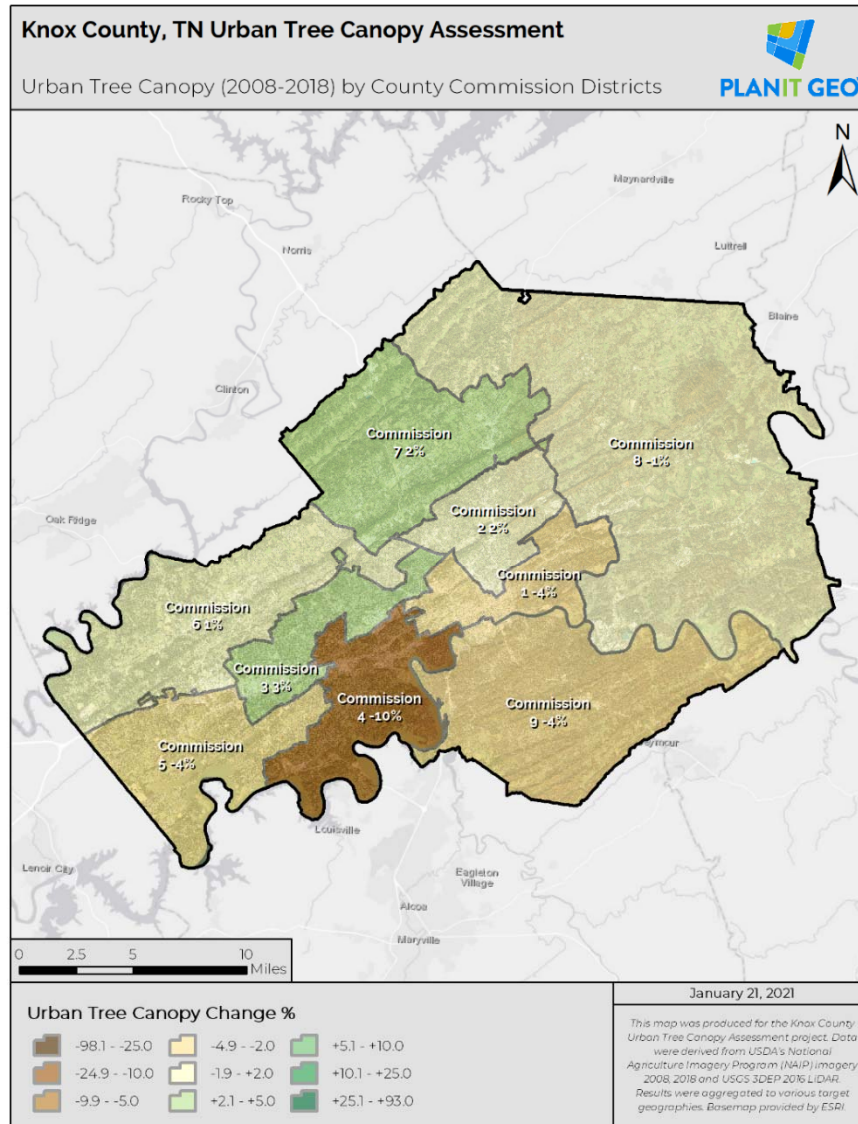 Knox County, TN Urban Tree Canopy Assessment
Urban Tree Canopy (2008-2018) by County Commission Districts
PLANIT GEO
N
Maynardville
Rocky Top
Luttrell
Norris
Blaine
Clinton
Commission
7 2%
Commission
8 -1%
Commission
2 2%
Oak Ridge
Commission
1 -4%
Commission
6 1%
Commission
3 3%
Commission
4 -10%
Commission
9 -4%
Commission
5 -4%
Louisville
Lenoir City
Eagleton
Village
Alcoa
Maryville
0 2.5 5 10
Miles
Urban Tree Canopy Change %
-98.1 - -25.0
-24.9 - -10.0
-9.9 - -5.0
-4.9 - -2.0
-1.9 - +2.0
+2.1 - +5.0
+5.1 - +10.0
+10.1 - +25.0
+25.1 - +93.0
January 21, 2021
This map was produced for the Knox County
Urban Tree Canopy Assessment project. Data
were derived from USDA's National
Agriculture Imagery Program (NAIP) imagery
2008, 2018 and USGS 3DEP 2016 LiDAR.
Results were aggregated to various target
geographies. Basemap provided by ESRI.